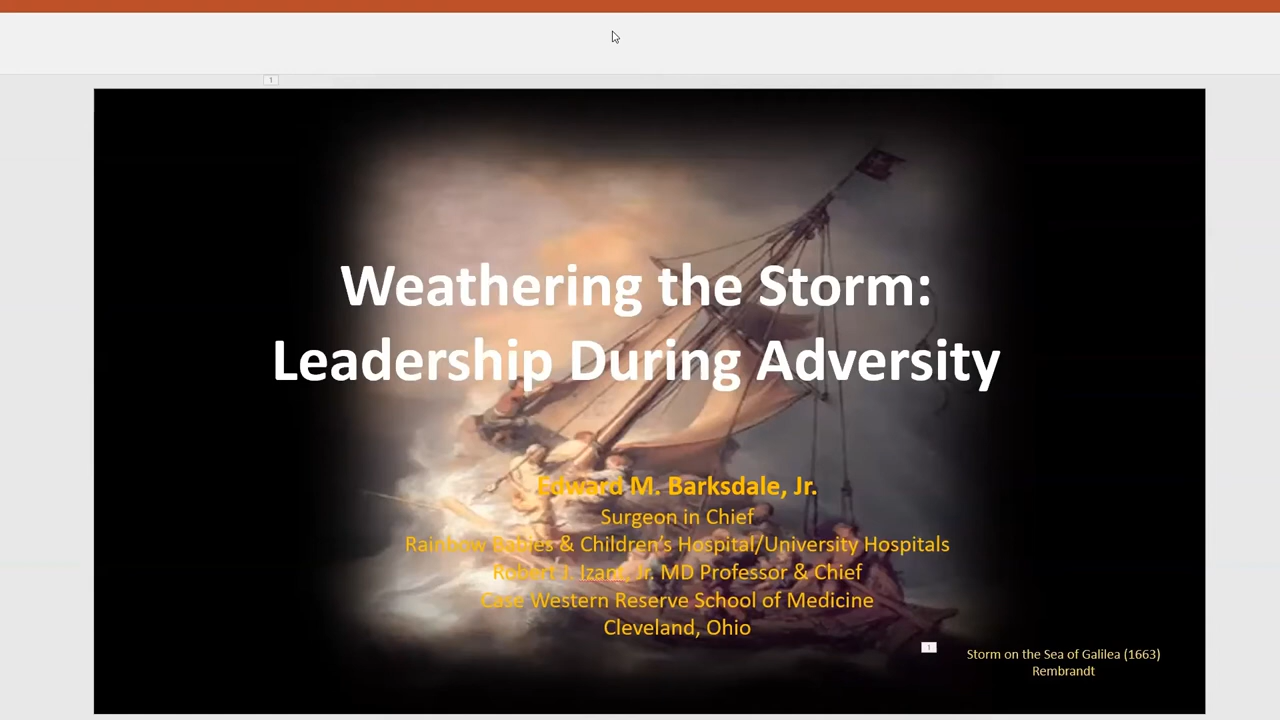 1
Weathering the Storm:
Leadership During Adversity
Edward M. Barksdale, Jr.
Surgeon in Chief
Rainbow Babies & Children's Hospital/University Hospitals
Robert J. Izant, Jr. MD Professor & Chief
Case Western Reserve School of Medicine
Cleveland, Ohio
1
Storm on the Sea of Galilea (1663)
Rembrandt